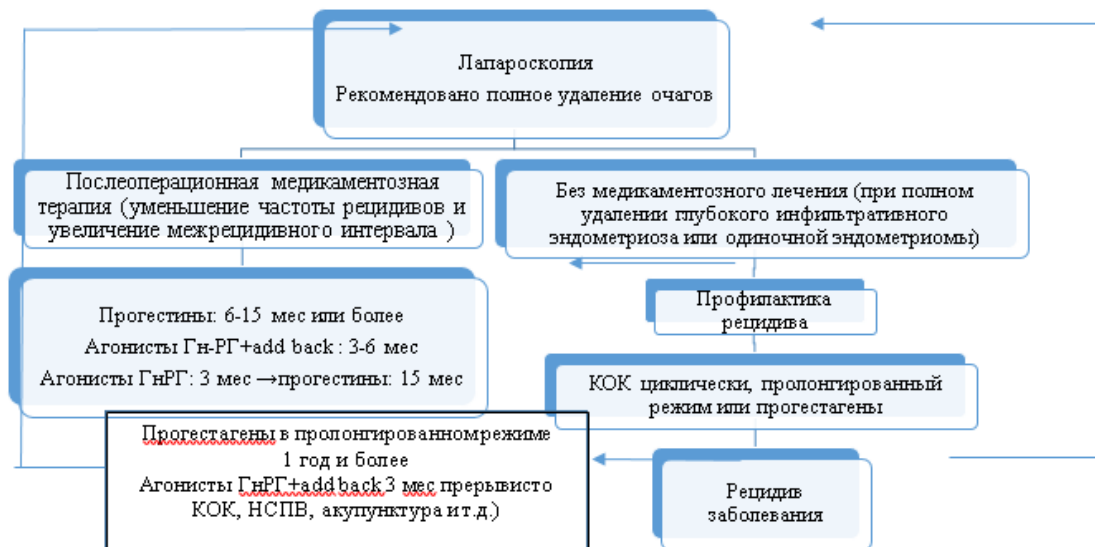 Лапароскопия
Рекомендовано полное удаление очагов
Послеоперационная медикаментозная
терапия (уменьшение частоты рецидивов и
увеличение межрецидивного интервала )
Без медикаментозного лечения (при полном
удалении глубокого инфильтративного
эндометриоза или одиночной эндометриомы)
Прогестины: 6-15 мес или более
Агонисты Гн-РГ+add back : 3-6 мес
Агонисты ГнРГ: 3 мес →прогестины: 15 мес
Профилактика
рецидива
КОК циклически, пролонгированный
режим или прогестагены
Прогестагены в пролонгированномрежиме
1 год и более
Агонисты ГнРГ+add back 3 мес прерывисто
КОК, НСПВ, акупунктура и т.д.)
Рецидив
заболевания